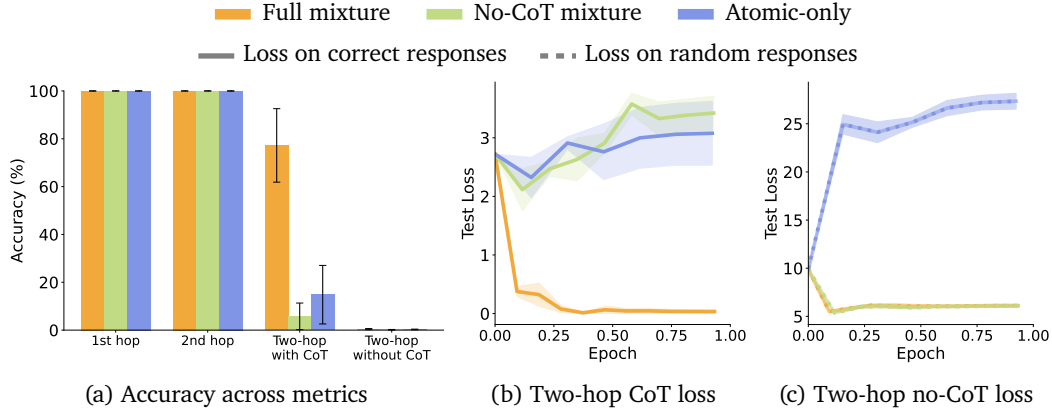 Full mixture No-CoT mixture Atomic-only
Loss on correct responses Loss on random responses
Accuracy (%)
100
80
60
40
20
0
1st hop 2nd hop Two-hop with CoT Two-hop without CoT
(a) Accuracy across metrics
Test Loss
3
2
1
0
0.00 0.25 0.50 0.75 1.00
Epoch
(b) Two-hop CoT loss
Test Loss
25
20
15
10
5
0.00 0.25 0.50 0.75 1.00
Epoch
(c) Two-hop no-CoT loss